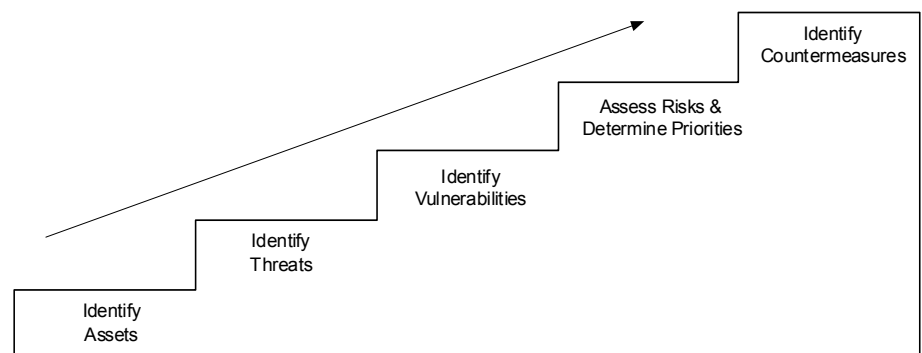 Identify
Countermeasures
Assess Risks &
Determine Priorities
Identify
Vulnerabilities
Identify
Threats
Identify
Assets